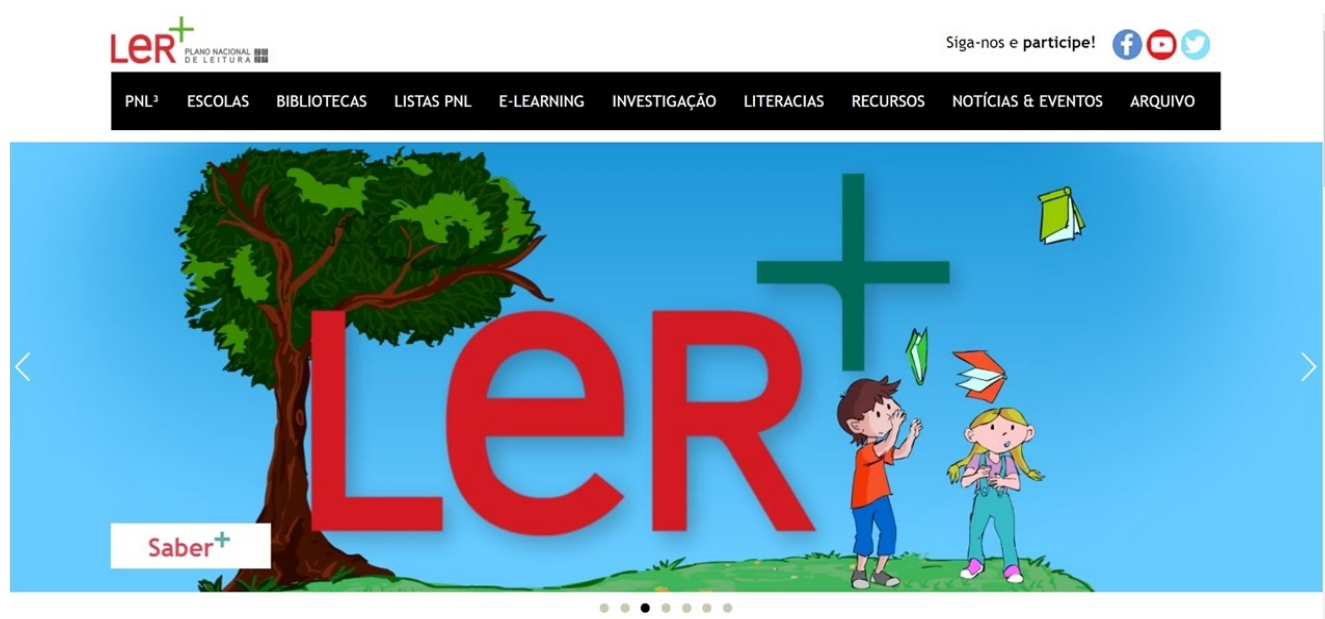 LeR+ PLANO NACIONAL
DE LEITURA
Siga-nos e participe!
PNL³ ESCOLAS BIBLIOTECAS LISTAS PNL E-LEARNING INVESTIGAÇÃO LITERACIAS RECURSOS NOTÍCIAS & EVENTOS ARQUIVO
LeR+
Saber+